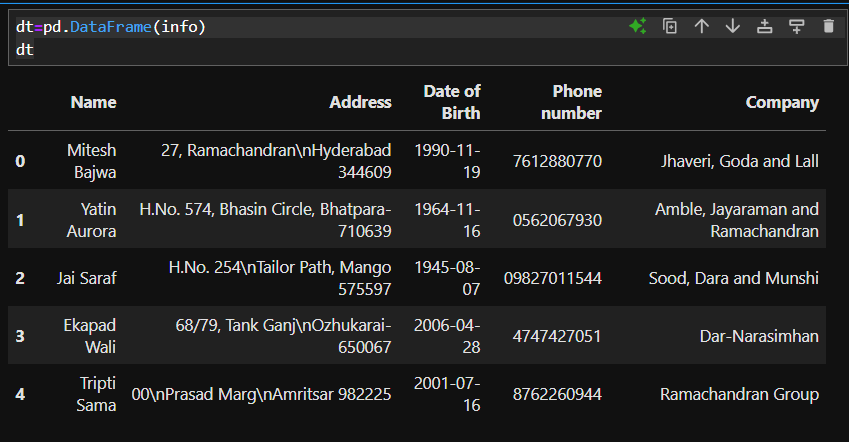 dt=pd.DataFrame(info)
dt
Name Address Date of Birth Phone number Company
0 Mitesh Bajwa 27, Ramachandran\nHyderabad 344609 1990-11-19 7612880770 Jhaveri, Goda and Lall
1 Yatin Aurora H.No. 574, Bhasin Circle, Bhatpara-710639 1964-11-16 0562067930 Amble, Jayaraman and Ramachandran
2 Jai Saraf H.No. 254\nTailor Path, Mango 575597 1945-08-07 09827011544 Sood, Dara and Munshi
3 Ekapad Wali 68/79, Tank Ganj\nOzhukarai-650067 2006-04-28 4747427051 Dar-Narasimhan
4 Tripti Sama 00\nPrasad Marg\nAmritsar 982225 2001-07-16 8762260944 Ramachandran Group